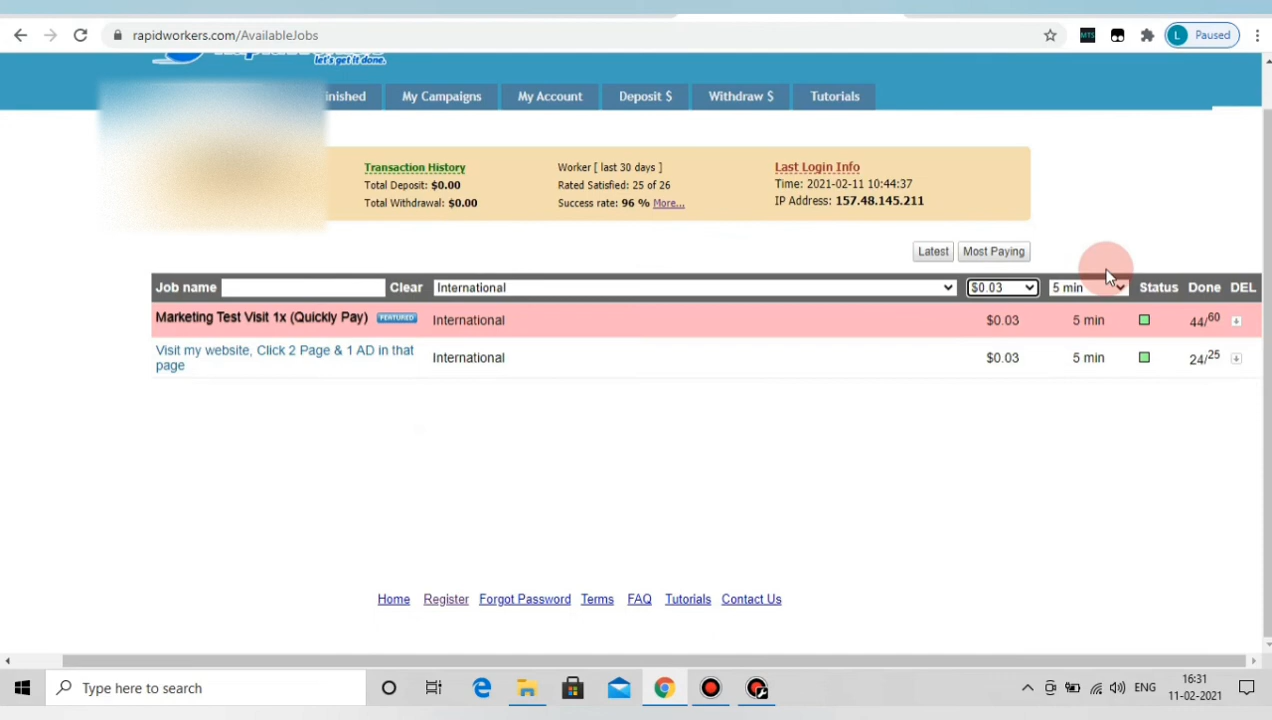 rapidworkers.com/AvailableJobs
MTS
L Paused
let's get it done.
inished
My Campaigns
My Account
Deposit $
Withdraw $
Tutorials
Transaction History
Total Deposit: $0.00
Total Withdrawal: $0.00
Worker [ last 30 days ]
Rated Satisfied: 25 of 26
Success rate: 96 % More...
Last Login Info
Time: 2021-02-11 10:44:37
IP Address: 157.48.145.211
Latest Most Paying
Job name Clear International $0.03 5 min Status Done DEL
Marketing Test Visit 1x (Quickly Pay) FEATURED International $0.03 5 min 44/60
Visit my website, Click 2 Page & 1 AD in that
page
International $0.03 5 min 24/25
Home Register Forgot Password Terms FAQ Tutorials Contact Us
Type here to search
ENG
16:31
11-02-2021